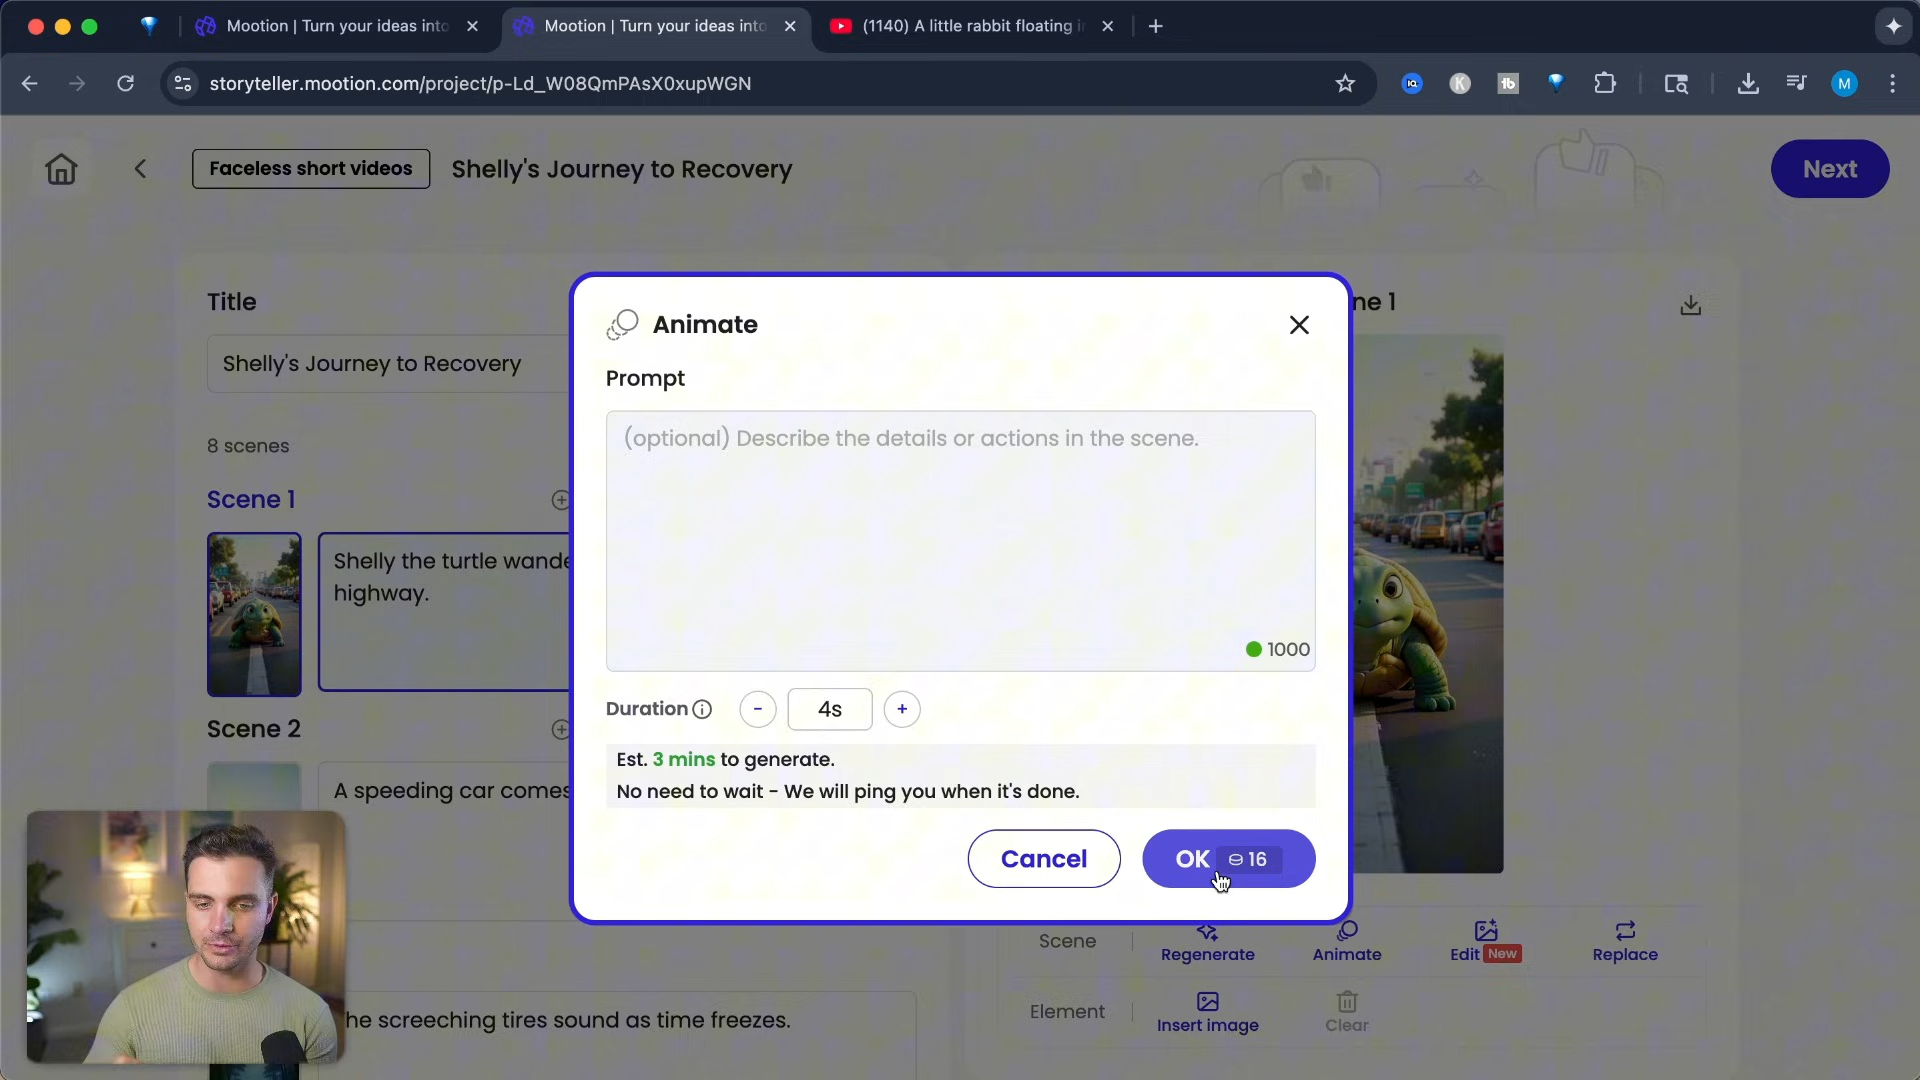 Mootion | Turn your ideas into
Mootion | Turn your ideas into
(1140) A little rabbit floating i
storyteller.mootion.com/project/p-Ld_W08QmPAsX0xupWGN
IQ
K
tb
M
Faceless short videos
Shelly's Journey to Recovery
Next
Title
Shelly's Journey to Recovery
8 scenes
Scene 1
Shelly the turtle wande
highway.
Scene 2
A speeding car comes
he screeching tires sound as time freezes.
ne 1
Animate
Prompt
(optional) Describe the details or actions in the scene.
1000
Duration
-
4s
+
Est. 3 mins to generate.
No need to wait - We will ping you when it's done.
Cancel
OK 16
Scene
Regenerate
Animate
Edit New
Replace
Element
Insert image
Clear